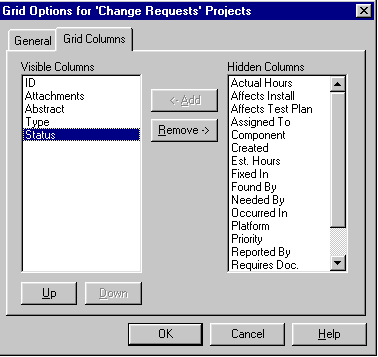 Grid Options for 'Change Requests' Projects
General
Grid Columns
Visible Columns
ID
Attachments
Abstract
Type
Status
<- Add
Remove ->
Hidden Columns
Actual Hours
Affects Install
Affects Test Plan
Assigned To
Component
Created
Est. Hours
Fixed In
Found By
Needed By
Occurred In
Platform
Priority
Reported By
Requires Doc.
Up
Down
OK
Cancel
Help